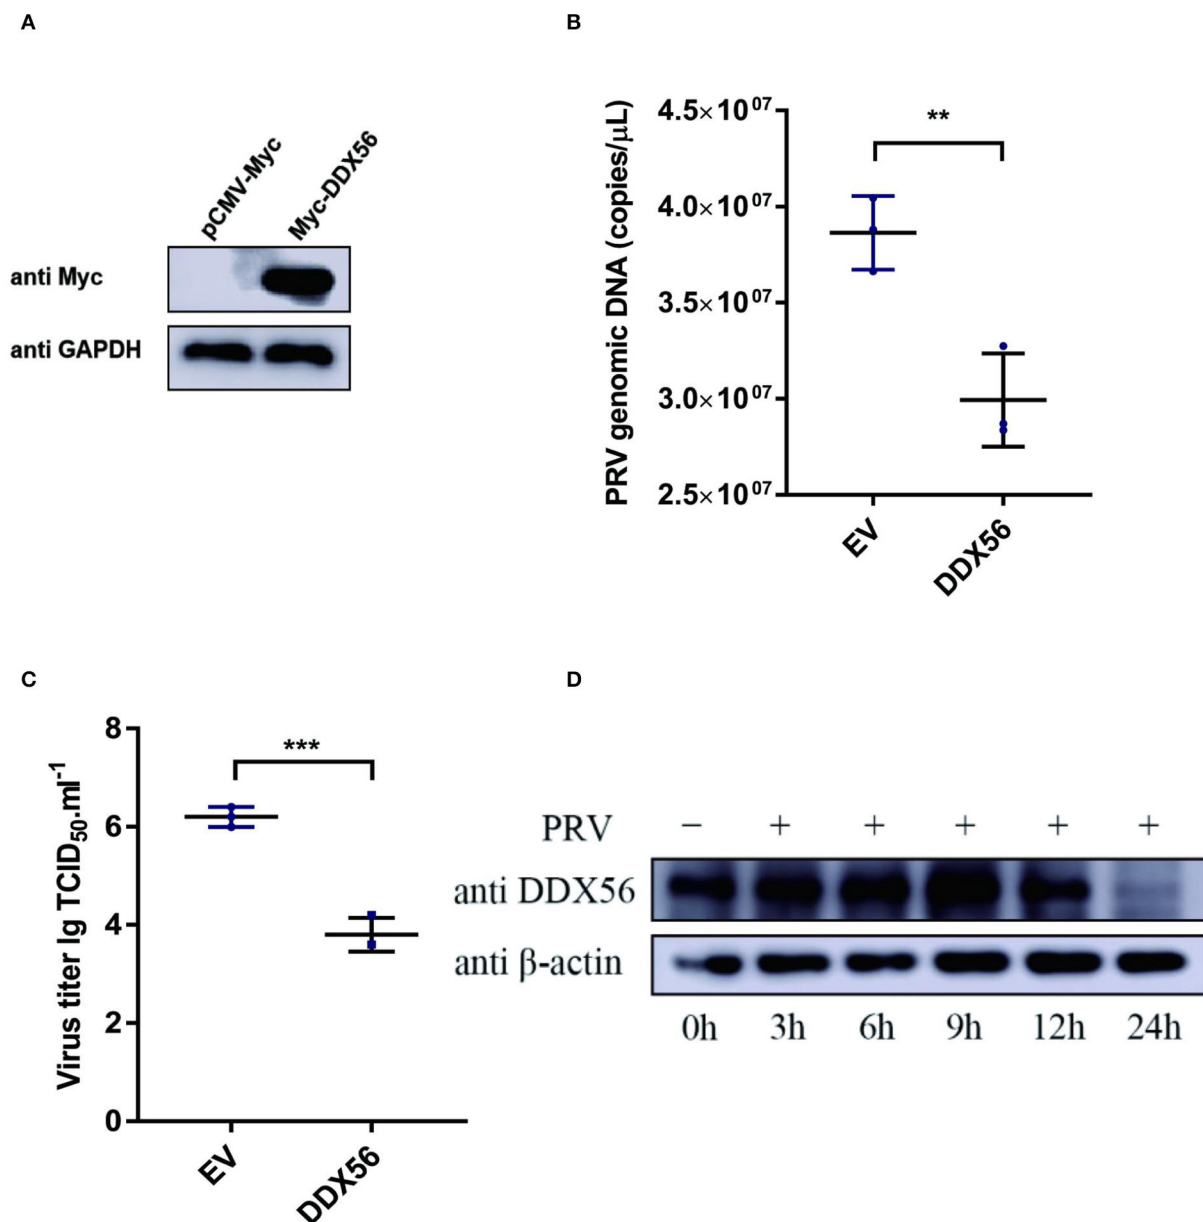 A
pCMV-Myc
Myc-DDX56
anti Myc
anti GAPDH
B
PRV genomic DNA (copies/μL)
4.5×10^07
4.0×10^07
3.5×10^07
3.0×10^07
2.5×10^07
**
EV
DDX56
C
Virus titer lg TCID₅₀.ml⁻¹
8
6
4
2
0
***
EV
DDX56
D
PRV − + + + + +
anti DDX56
anti β-actin
0h 3h 6h 9h 12h 24h